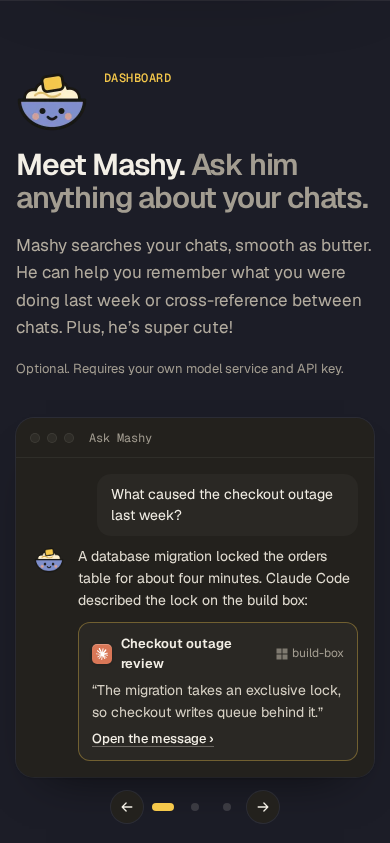 DASHBOARD
Meet Mashy. Ask him
anything about your chats.
Mashy searches your chats, smooth as butter.
He can help you remember what you were
doing last week or cross-reference between
chats. Plus, he’s super cute!
Optional. Requires your own model service and API key.
Ask Mashy
What caused the checkout outage
last week?
A database migration locked the orders
table for about four minutes. Claude Code
described the lock on the build box:
Checkout outage
review
build-box
“The migration takes an exclusive lock,
so checkout writes queue behind it.”
Open the message ›